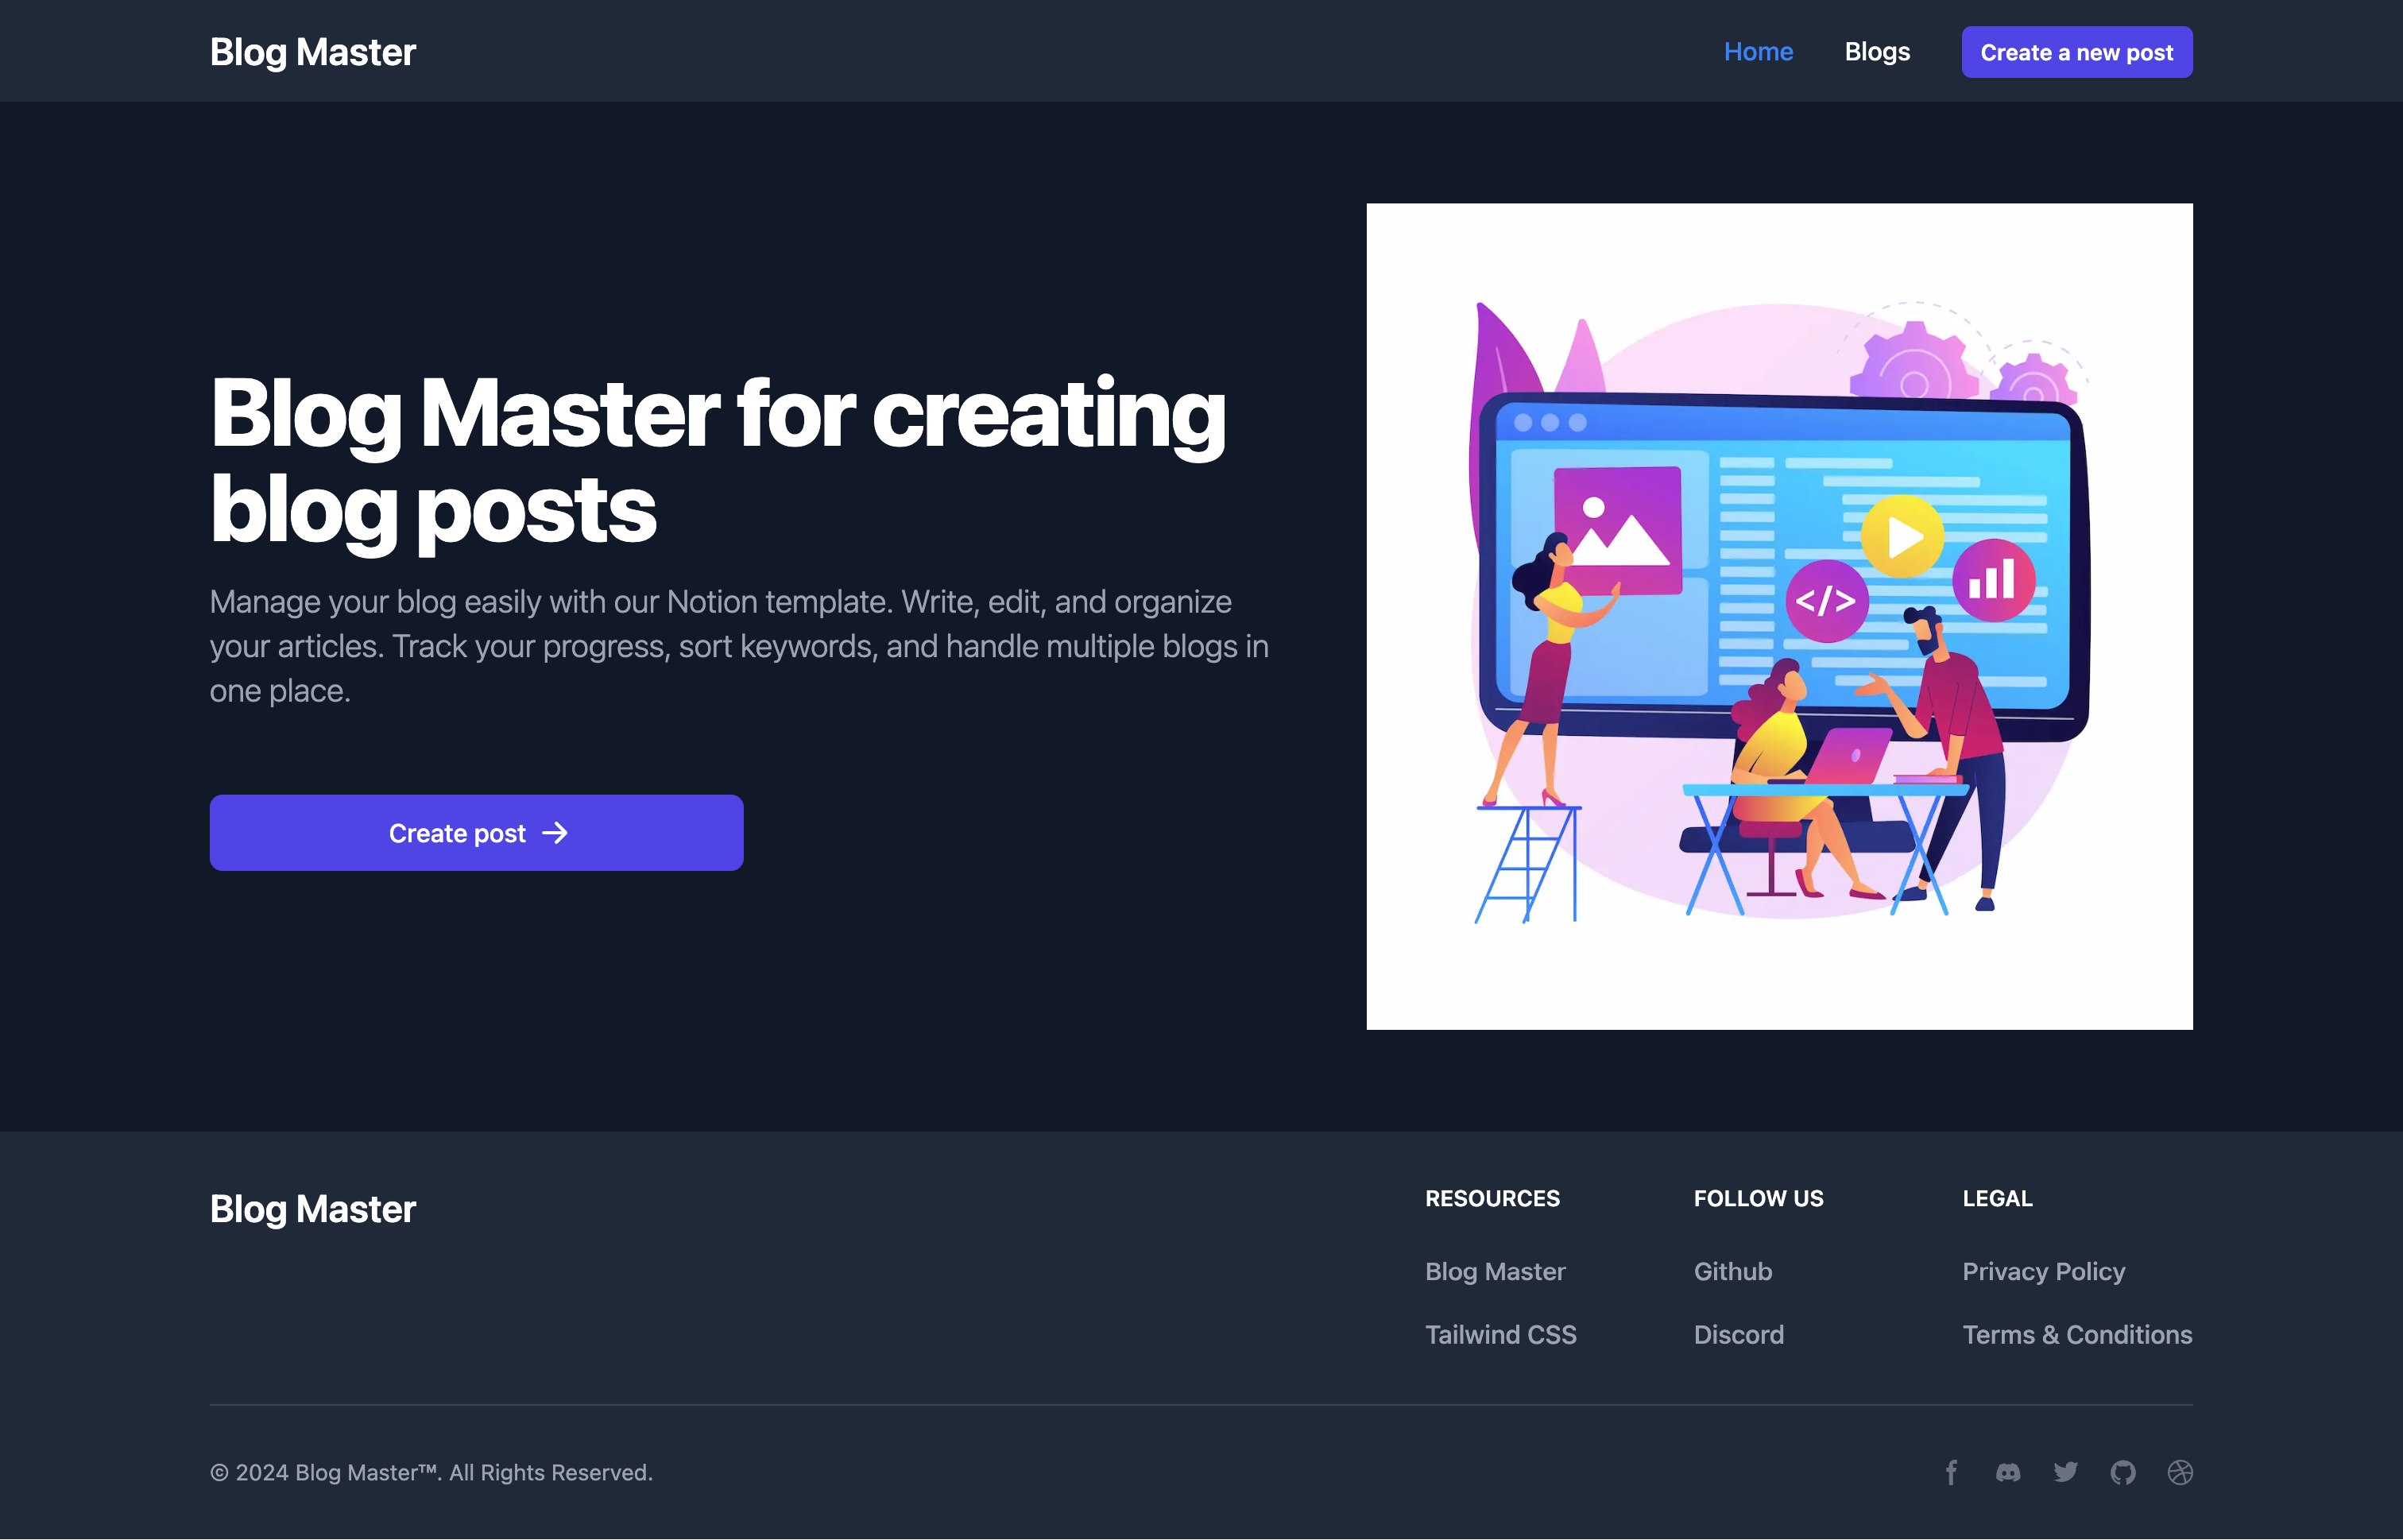 Blog Master
Home
Blogs
Create a new post
Blog Master for creating
blog posts
Manage your blog easily with our Notion template. Write, edit, and organize
your articles. Track your progress, sort keywords, and handle multiple blogs in
one place.
Create post →
</>
Blog Master
RESOURCES
Blog Master
Tailwind CSS
FOLLOW US
Github
Discord
LEGAL
Privacy Policy
Terms & Conditions
© 2024 Blog Master™. All Rights Reserved.